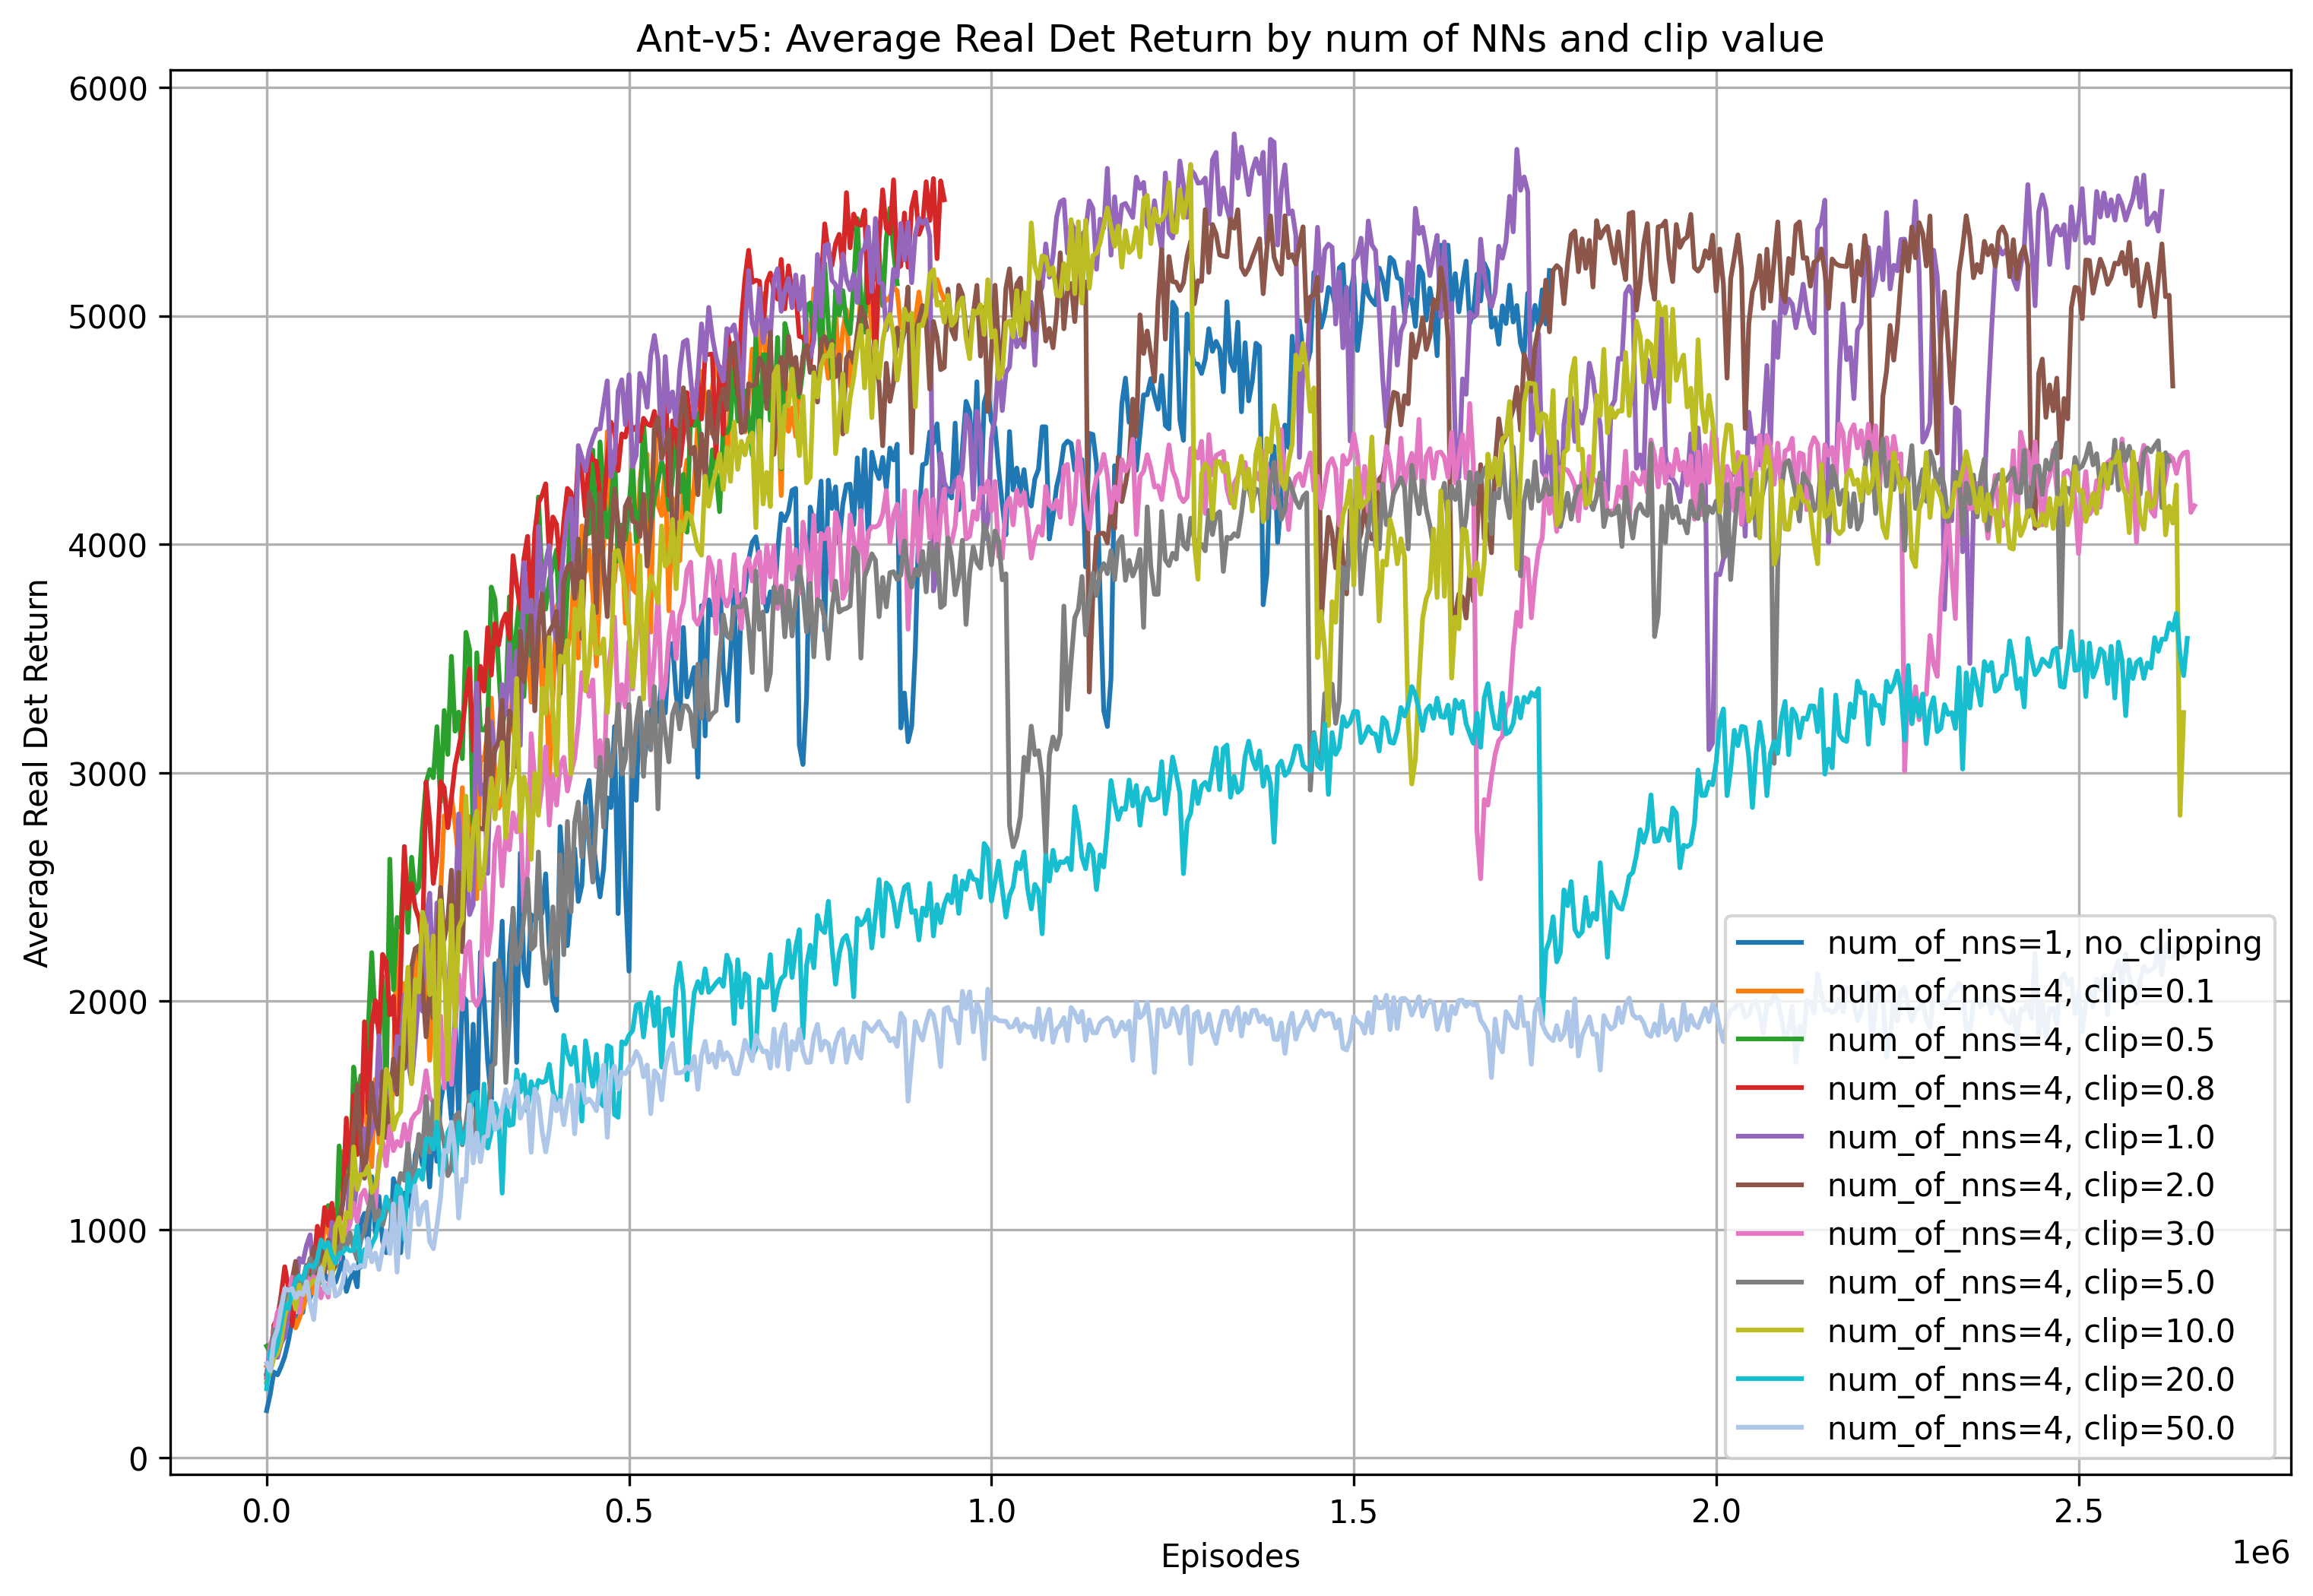 Ant-v5: Average Real Det Return by num of NNs and clip value
6000
5000
4000
3000
2000
1000
0
Average Real Det Return
0.0
0.5
1.0
1.5
2.0
2.5
1e6
Episodes
num_of_nns=1, no_clipping
num_of_nns=4, clip=0.1
num_of_nns=4, clip=0.5
num_of_nns=4, clip=0.8
num_of_nns=4, clip=1.0
num_of_nns=4, clip=2.0
num_of_nns=4, clip=3.0
num_of_nns=4, clip=5.0
num_of_nns=4, clip=10.0
num_of_nns=4, clip=20.0
num_of_nns=4, clip=50.0